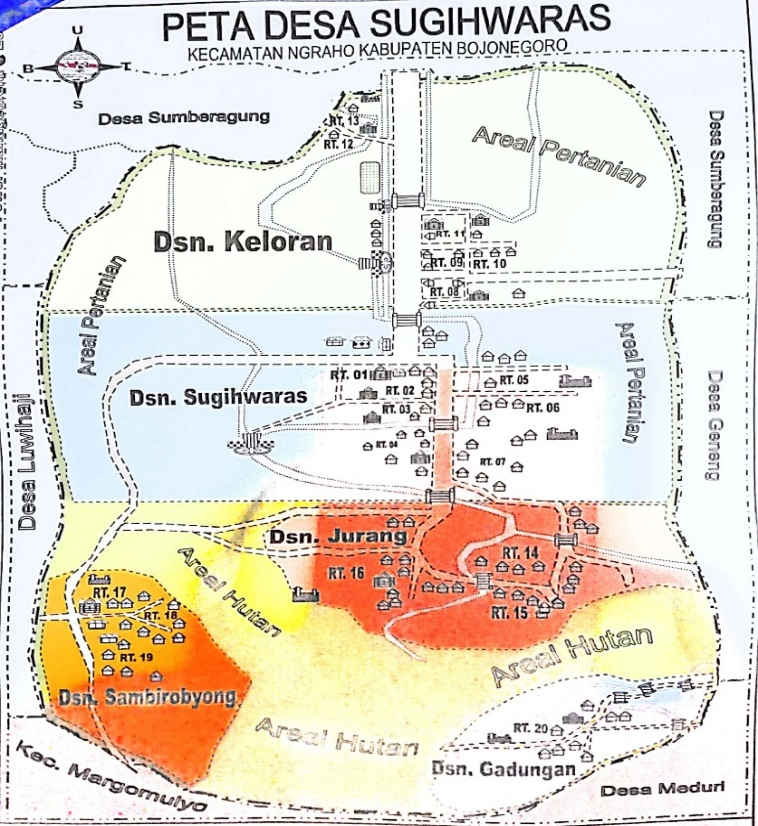 PETA DESA SUGIHWARAS
KECAMATAN NGRAHO KABUPATEN BOJONEGORO
U
B
T
S
Desa Sumberagung
RT. 13
RT. 12
Areal Pertanian
Desa Sumberagung
Dsn. Keloran
RT. 11
RT. 09
RT. 10
RT. 08
Areal Pertanian
Areal Pertanian
RT. 01
RT. 02
RT. 05
Dsn. Sugihwaras
RT. 03
RT. 06
RT. 04
RT. 07
Desa Luwihaji
Desa Geneng
Dsn. Jurang
RT. 14
RT. 16
RT. 15
Areal Hutan
RT. 17
RT. 18
RT. 19
Areal Hutan
Dsn. Sambirobyong
Areal Hutan
RT. 20
Dsn. Gadungan
Kec. Margomulyo
Desa Meduri